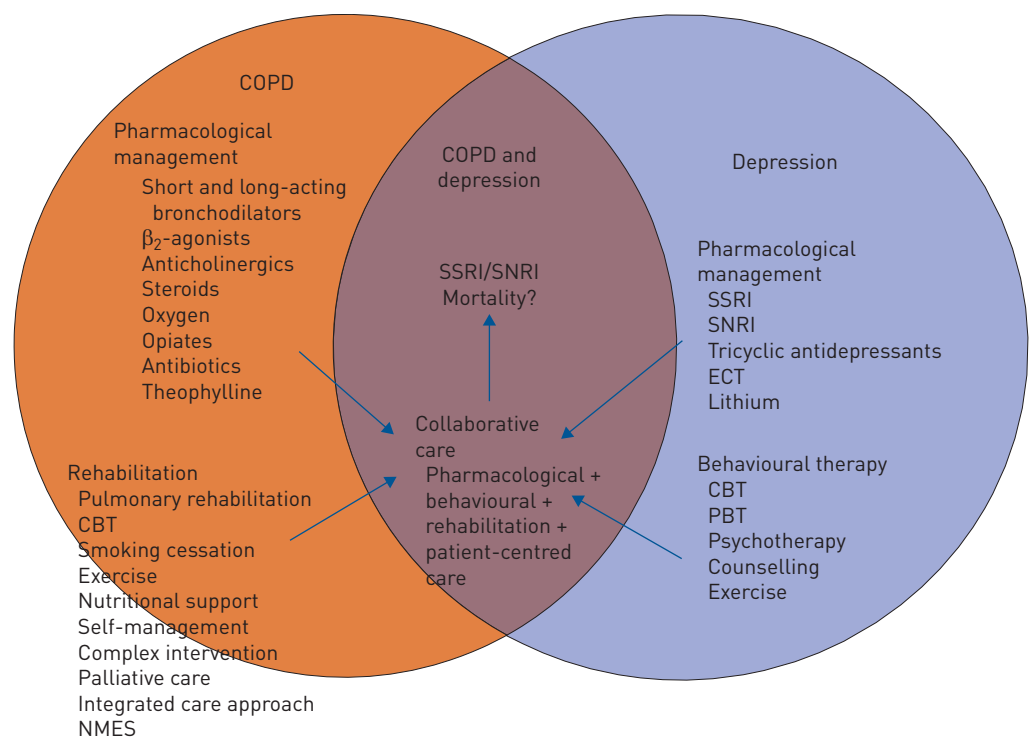 COPD
Pharmacological
management
Short and long-acting
bronchodilators
β₂-agonists
Anticholinergics
Steroids
Oxygen
Opiates
Antibiotics
Theophylline
Rehabilitation
Pulmonary rehabilitation
CBT
Smoking cessation
Exercise
Nutritional support
Self-management
Complex intervention
Palliative care
Integrated care approach
NMES
COPD and
depression
SSRI/SNRI
Mortality?
Collaborative
care
Pharmacological +
behavioural +
rehabilitation +
patient-centred
care
Depression
Pharmacological
management
SSRI
SNRI
Tricyclic antidepressants
ECT
Lithium
Behavioural therapy
CBT
PBT
Psychotherapy
Counselling
Exercise